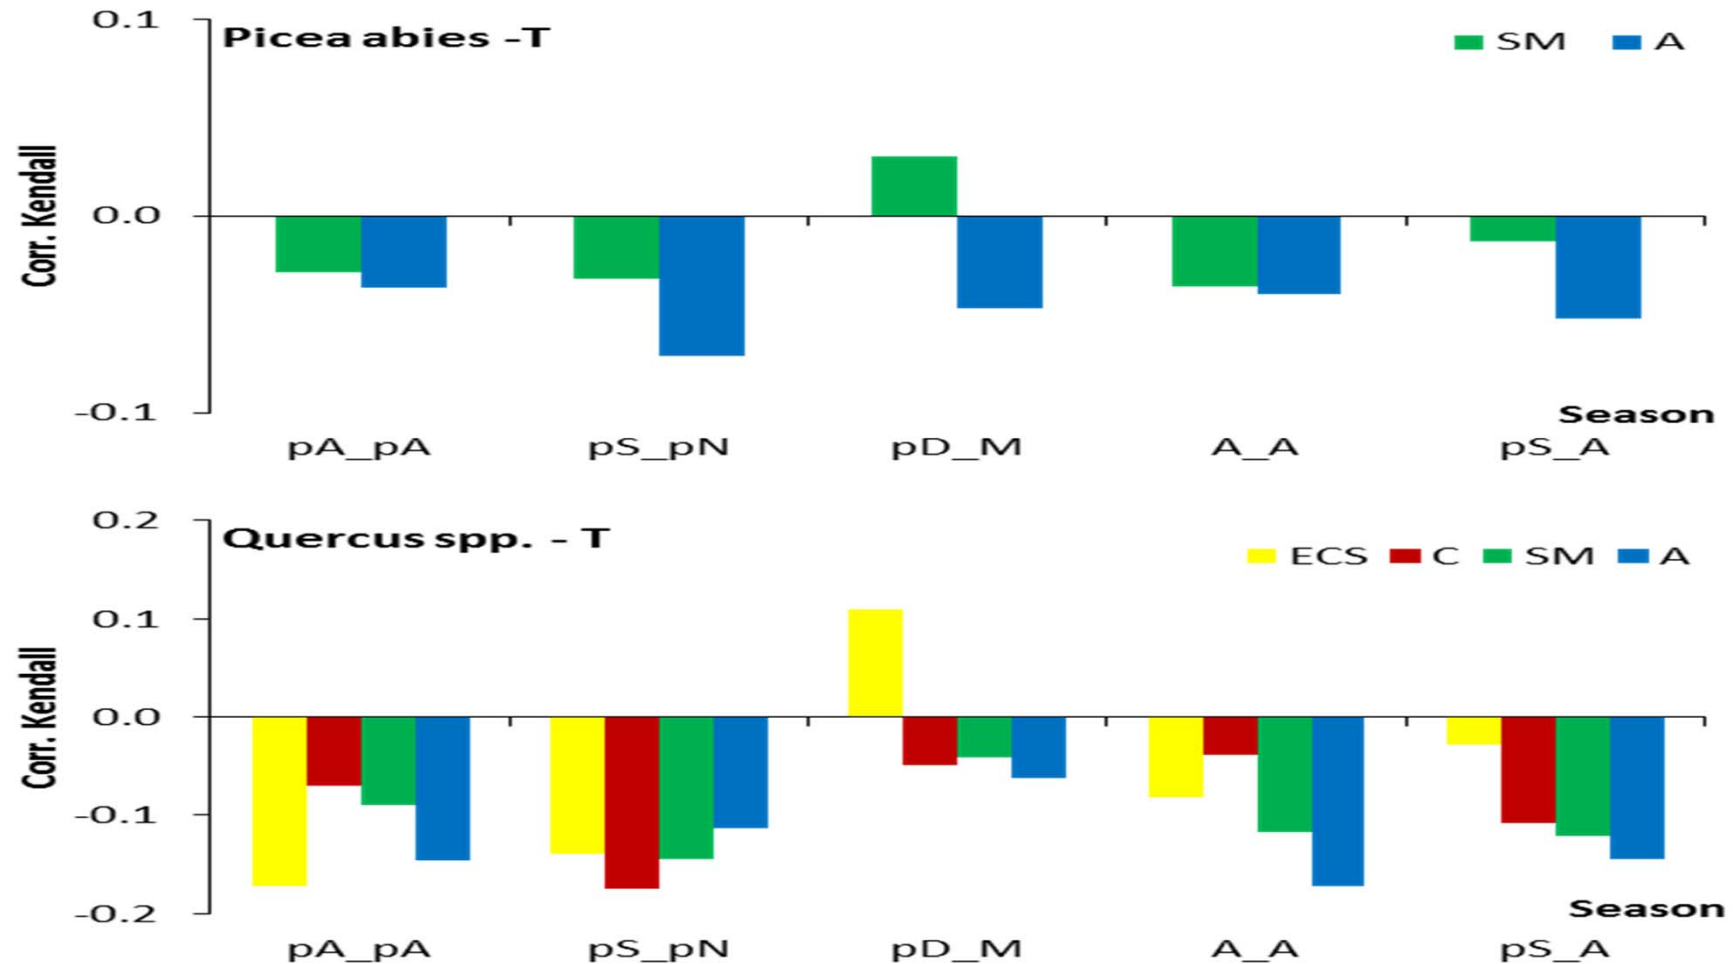 0.1
Picea abies -T
SM A
Corr. Kendall
0.0
-0.1
Season
pA_pA pS_pN pD_M A_A pS_A
0.2
Quercus spp. - T
ECS C SM A
0.1
Corr. Kendall
0.0
-0.1
-0.2
Season
pA_pA pS_pN pD_M A_A pS_A